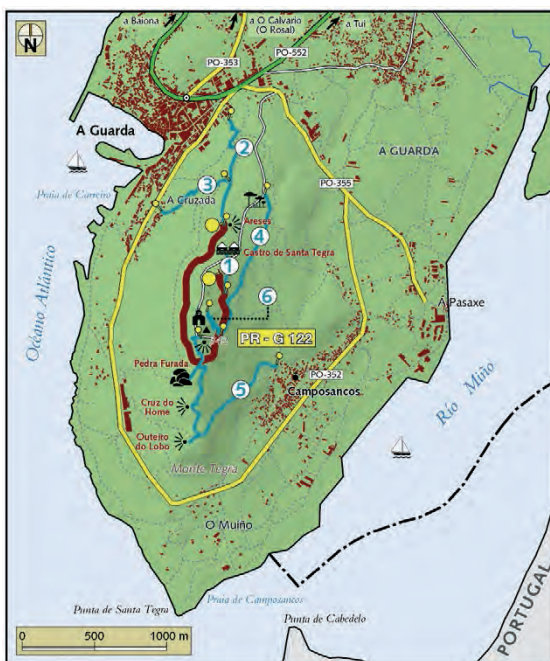 a Baiona
a O Calvario
(O Rosal)
a Tui
N
PO-552
PO-353
A Guarda
2
A GUARDA
Praia de Carreiro
3
A Cruzada
PO-355
Areses
4
Castro de Santa Tegra
1
Océano Atlántico
6
A Pasaxe
PR - G 122
Pedra Furada
PO-352
5
Camposancos
Río Miño
Cruz do
Home
Outeiro
do Lobo
Monte Tegra
O Muíño
Punta de Santa Tegra
Praia de Camposancos
Punta de Cabedelo
PORTUGAL
0
500
1000 m